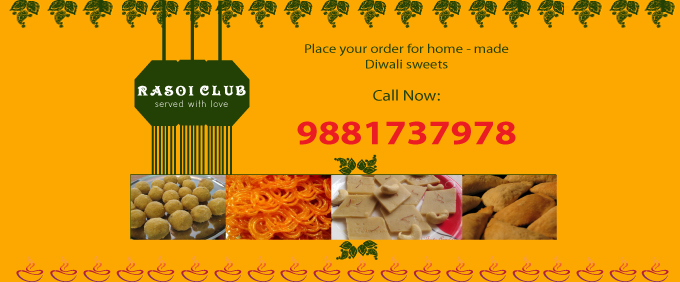 RASOI CLUB
served with love
Place your order for home - made
Diwali sweets
Call Now:
9881737978